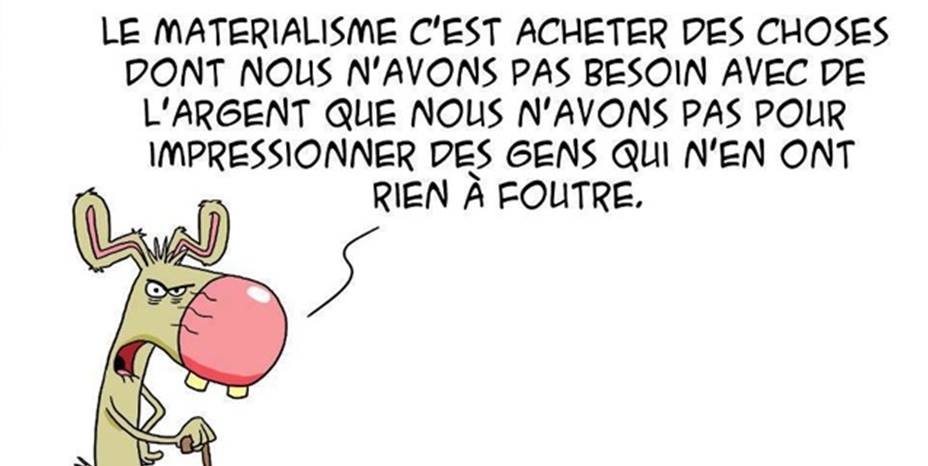 LE MATERIALISME C'EST ACHETER DES CHOSES
DONT NOUS N'AVONS PAS BESOIN AVEC DE
L'ARGENT QUE NOUS N'AVONS PAS POUR
IMPRESSIONNER DES GENS QUI N'EN ONT
RIEN À FOUTRE.